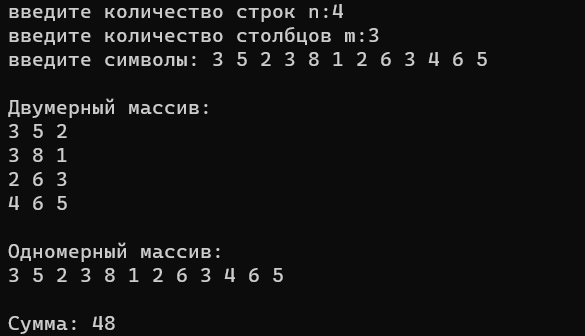 введите количество строк n:4
введите количество столбцов m:3
введите символы: 3 5 2 3 8 1 2 6 3 4 6 5
Двумерный массив:
3 5 2
3 8 1
2 6 3
4 6 5
Одномерный массив:
3 5 2 3 8 1 2 6 3 4 6 5
Сумма: 48